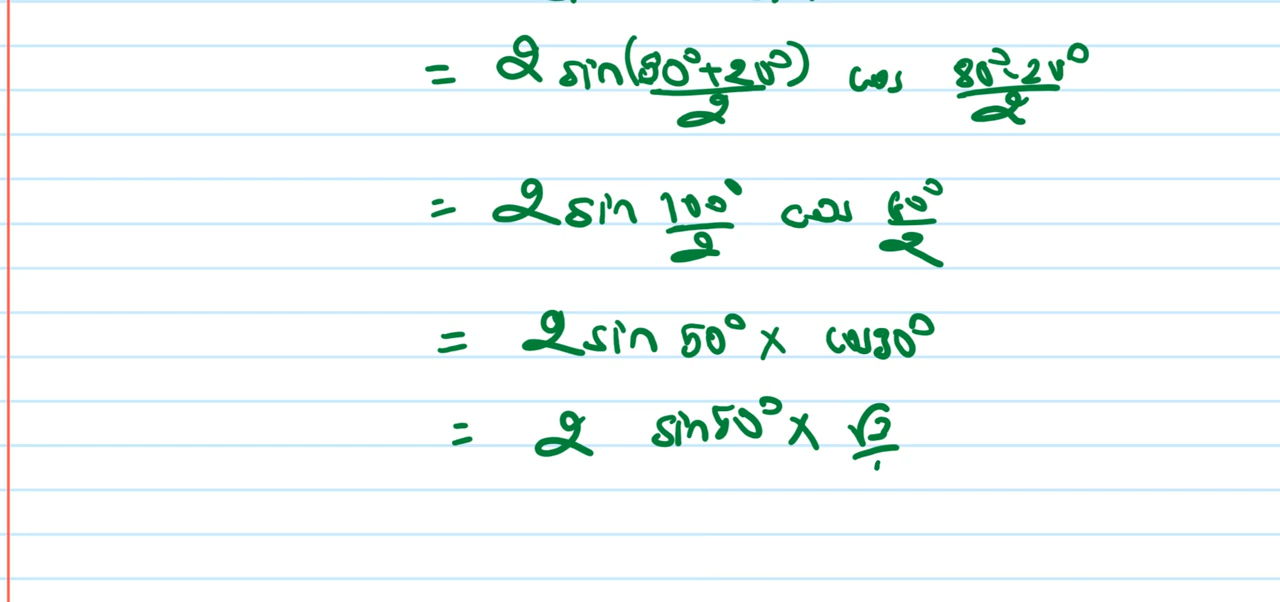 = 2 sin(80°+20°)/2 cos 80°-20°/2
= 2 sin 100°/2 cos 60°/2
= 2 sin 50° × cos30°
= 2 sin50° × √3